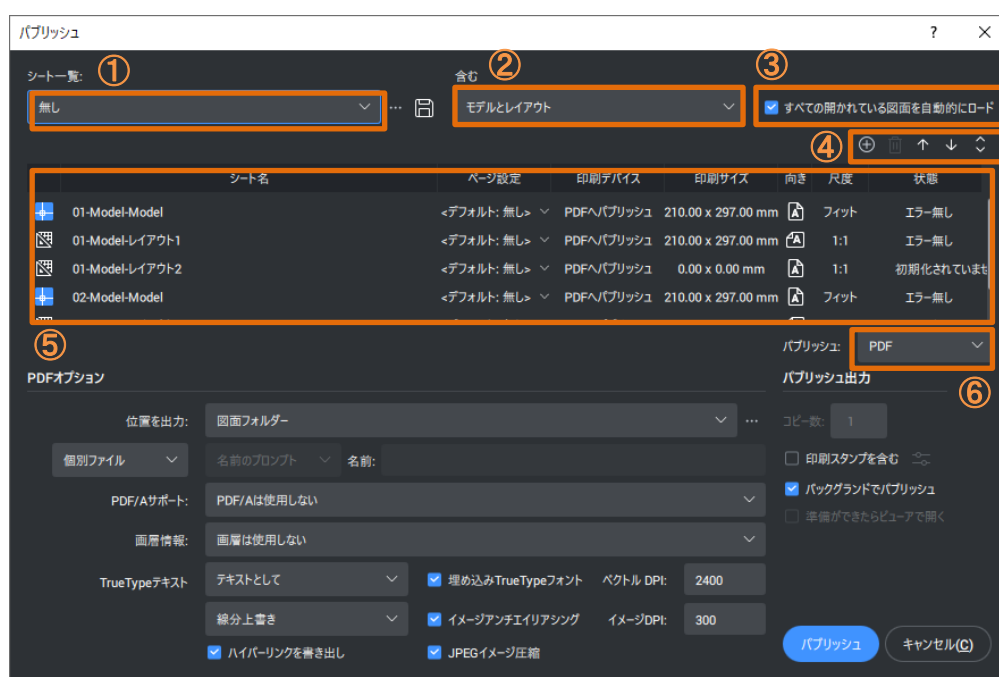 パブリッシュ ? ×
シート一覧: ① 含む ② ③
無し ... モデルとレイアウト すべての開かれている図面を自動的にロード
④
シート名 ページ設定 印刷デバイス 印刷サイズ 向き 尺度 状態
01-Model-Model <デフォルト: 無し> PDFへパブリッシュ 210.00 x 297.00 mm A フィット エラー無し
01-Model-レイアウト1 <デフォルト: 無し> PDFへパブリッシュ 210.00 x 297.00 mm A 1:1 エラー無し
01-Model-レイアウト2 <デフォルト: 無し> PDFへパブリッシュ 0.00 x 0.00 mm A 1:1 初期化されていませ
02-Model-Model <デフォルト: 無し> PDFへパブリッシュ 210.00 x 297.00 mm A フィット エラー無し
⑤ パブリッシュ: PDF
PDFオプション パブリッシュ出力 ⑥
位置を出力: 図面フォルダー ... コピー数: 1
個別ファイル 名前のプロンプト 名前: 印刷スタンプを含む
PDF/Aサポート: PDF/Aは使用しない バックグランドでパブリッシュ
準備ができたらビューアで開く
画層情報: 画層は使用しない
TrueTypeテキスト テキストとして 埋め込みTrueTypeフォント ベクトル DPI: 2400
線分上書き イメージアンチエイリアシング イメージDPI: 300
ハイパーリンクを書き出し JPEGイメージ圧縮 パブリッシュ キャンセル(C)